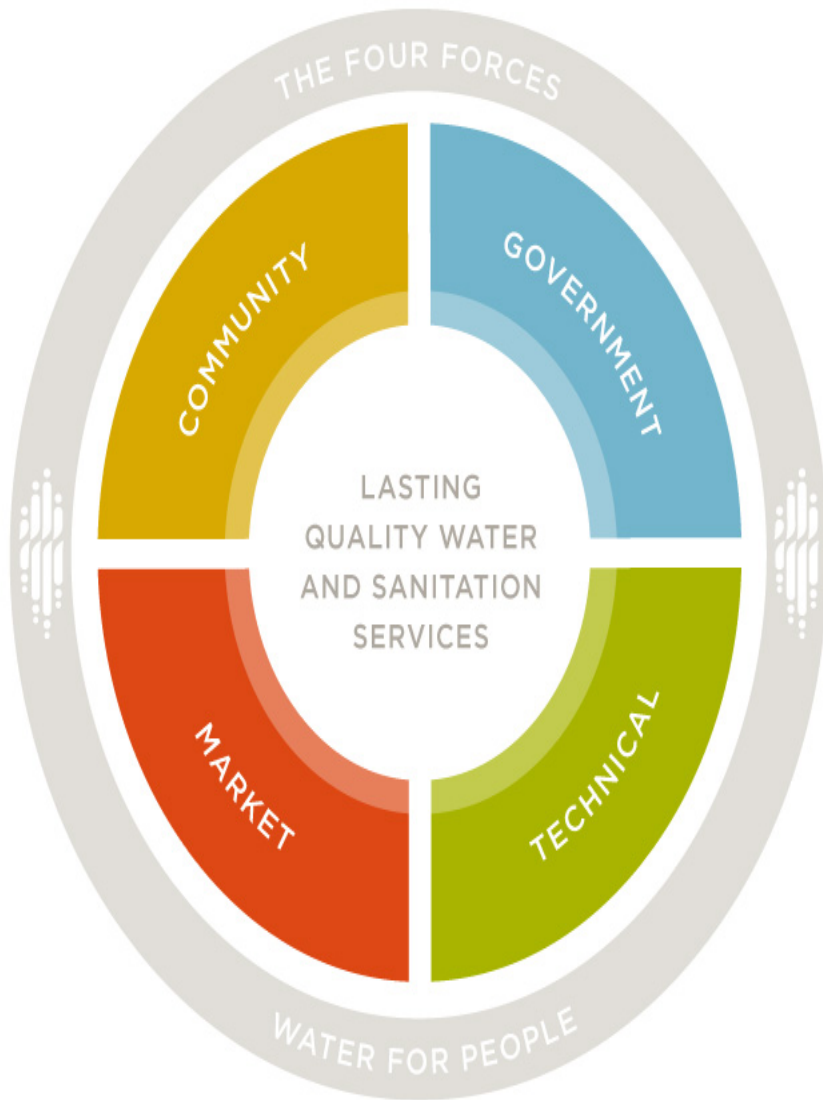 THE FOUR FORCES
COMMUNITY
GOVERNMENT
LASTING
QUALITY WATER
AND SANITATION
SERVICES
MARKET
TECHNICAL
WATER FOR PEOPLE